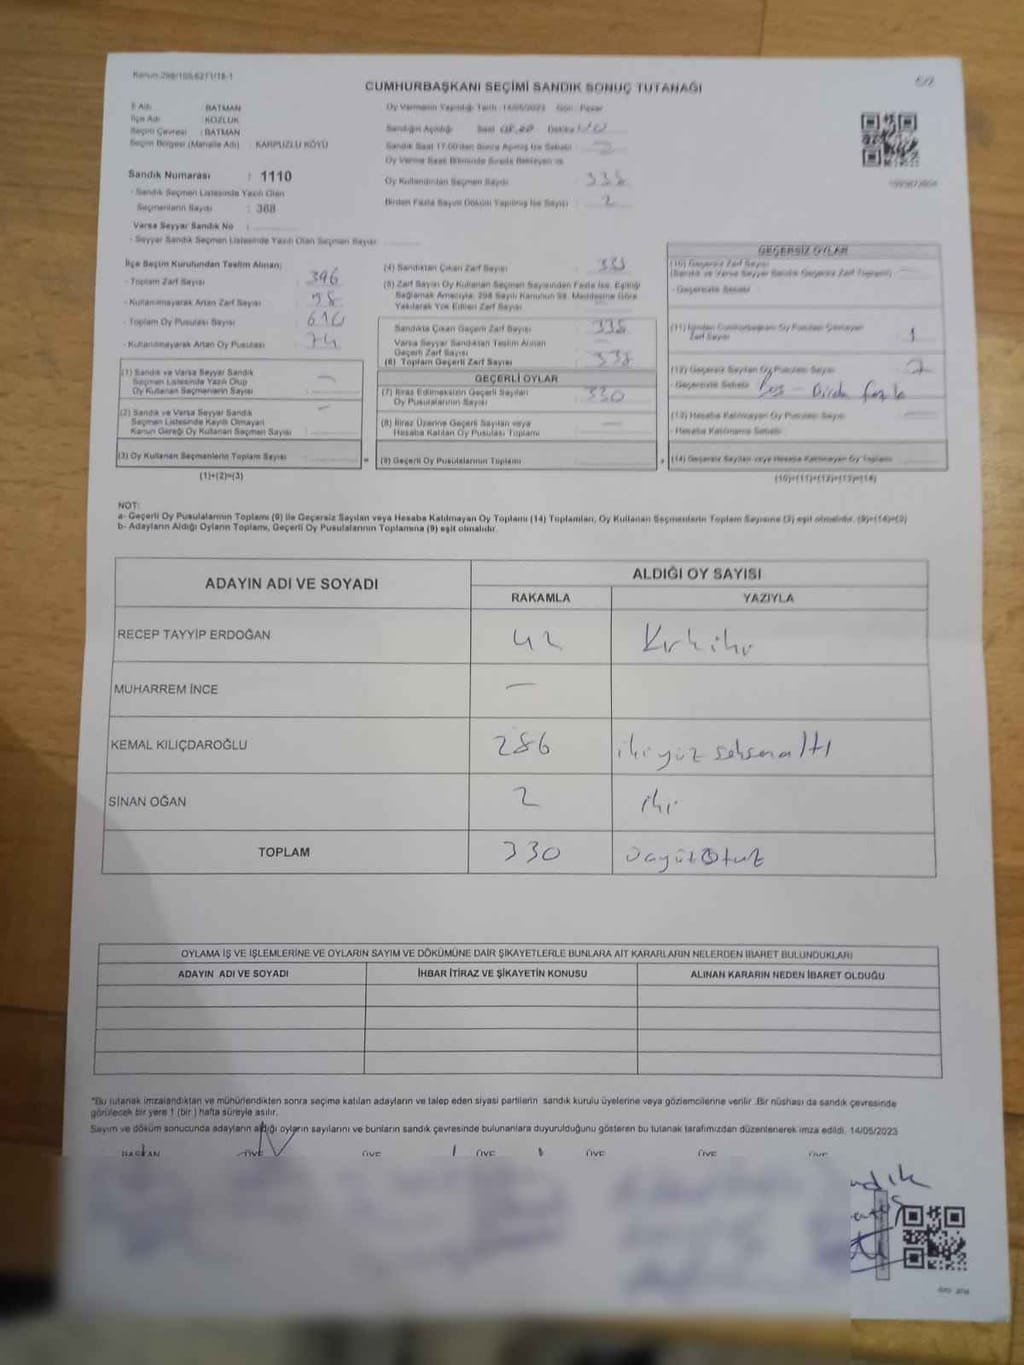 Kanun:298/105,6271/18-1
CUMHURBAŞKANI SEÇİMİ SANDIK SONUÇ TUTANAĞI
İl Adı : BATMAN
İlçe Adı : KOZLUK
Seçim Çevresi : BATMAN
Seçim Bölgesi (Mahalle Adı) : KARPUZLU KÖYÜ
Sandık Numarası : 1110
- Sandık Seçmen Listesinde Yazılı Olan
Seçmenlerin Sayısı : 368
Varsa Seyyar Sandık No :
- Seyyar Sandık Seçmen Listesinde Yazılı Olan Seçmen Sayısı
Oy Vermenin Yapıldığı Tarih : 14/05/2023 Gün : Pazar
Sandığın Açıldığı Saat Dakika
Sandık Saat 17:00'den Sonra Açılmış İse Sebebi
Oy Verme Saati Bitiminde Sırada Bekleyen ve
Oy Kullandırılan Seçmen Sayısı 338
Birden Fazla Sayım Döküm Yapılmış İse Sayısı 2
İlçe Seçim Kurulundan Teslim Alınan;
- Toplam Zarf Sayısı 396
- Kullanılmayarak Artan Zarf Sayısı
- Toplam Oy Pusulası Sayısı
- Kullanılmayarak Artan Oy Pusulası 74
(1) Sandık ve Varsa Seyyar Sandık
Seçmen Listesinde Yazılı Olup
Oy Kullanan Seçmenlerin Sayısı —
(2) Sandık ve Varsa Seyyar Sandık
Seçmen Listesinde Kayıtlı Olmayan
Kanun Gereği Oy Kullanan Seçmen Sayısı —
(3) Oy Kullanan Seçmenlerin Toplam Sayısı
(1)+(2)=(3)
(4) Sandıktan Çıkan Zarf Sayısı 338
(5) Zarf Sayısı Oy Kullanan Seçmen Sayısından Fazla İse, Eşitliği
Sağlamak Amacıyla; 298 Sayılı Kanunun 98. Maddesine Göre
Yakılarak Yok Edilen Zarf Sayısı
Sandıkta Çıkan Geçerli Zarf Sayısı 338
Varsa Seyyar Sandıktan Teslim Alınan
Geçerli Zarf Sayısı
(6) Toplam Geçerli Zarf Sayısı 338
GEÇERLİ OYLAR
(7) İtiraz Edilmeksizin Geçerli Sayılan
Oy Pusulalarının Sayısı 330
(8) İtiraz Üzerine Geçerli Sayılan veya
Hesaba Katılan Oy Pusulası Toplamı —
= (9) Geçerli Oy Pusulalarının Toplamı
GEÇERSİZ OYLAR
(10) Geçersiz Zarf Sayısı
(Sandık ve Varsa Seyyar Sandık Geçersiz Zarf Toplamı)
- Geçersizlik Sebebi
(11) İçinden Cumhurbaşkanı Oy Pusulası Çıkmayan
Zarf Sayısı 1
(12) Geçersiz Sayılan Oy Pusulası Sayısı 7
- Geçersizlik Sebebi Boş - Birden fazla
(13) Hesaba Katılmayan Oy Pusulası Sayısı
- Hesaba Katılmama Sebebi
+ (14) Geçersiz Sayılan veya Hesaba Katılmayan Oy Toplamı
(10)+(11)+(12)+(13)=(14)
NOT:
a- Geçerli Oy Pusulalarının Toplamı (9) ile Geçersiz Sayılan veya Hesaba Katılmayan Oy Toplamı (14) Toplamları, Oy Kullanan Seçmenlerin Toplam Sayısına (3) eşit olmalıdır. (9)+(14)=(3)
b- Adayların Aldığı Oyların Toplamı, Geçerli Oy Pusulalarının Toplamına (9) eşit olmalıdır.
ADAYIN ADI VE SOYADI ALDIĞI OY SAYISI
RAKAMLA YAZIYLA
RECEP TAYYİP ERDOĞAN 42 Kırkiki
MUHARREM İNCE —
KEMAL KILIÇDAROĞLU 286 ikiyüz seksenaltı
SİNAN OĞAN 2 iki
TOPLAM 330 üçyüzotuz
OYLAMA İŞ VE İŞLEMLERİNE VE OYLARIN SAYIM VE DÖKÜMÜNE DAİR ŞİKAYETLERLE BUNLARA AİT KARARLARIN NELERDEN İBARET BULUNDUKLARI
ADAYIN ADI VE SOYADI İHBAR İTİRAZ VE ŞİKAYETİN KONUSU ALINAN KARARIN NEDEN İBARET OLDUĞU
"Bu tutanak imzalandıktan ve mühürlendikten sonra seçime katılan adayların ve talep eden siyasi partilerin sandık kurulu üyelerine veya gözlemcilerine verilir. Bir nüshası da sandık çevresinde
görülecek bir yere 1 (bir ) hafta süreyle asılır.
Sayım ve döküm sonucunda adayların aldığı oyların sayılarını ve bunların sandık çevresinde bulunanlara duyurulduğunu gösteren bu tutanak tarafımızdan düzenlenerek imza edildi. 14/05/2023
BAŞKAN ÜYE ÜYE ÜYE ÜYE ÜYE ÜYE